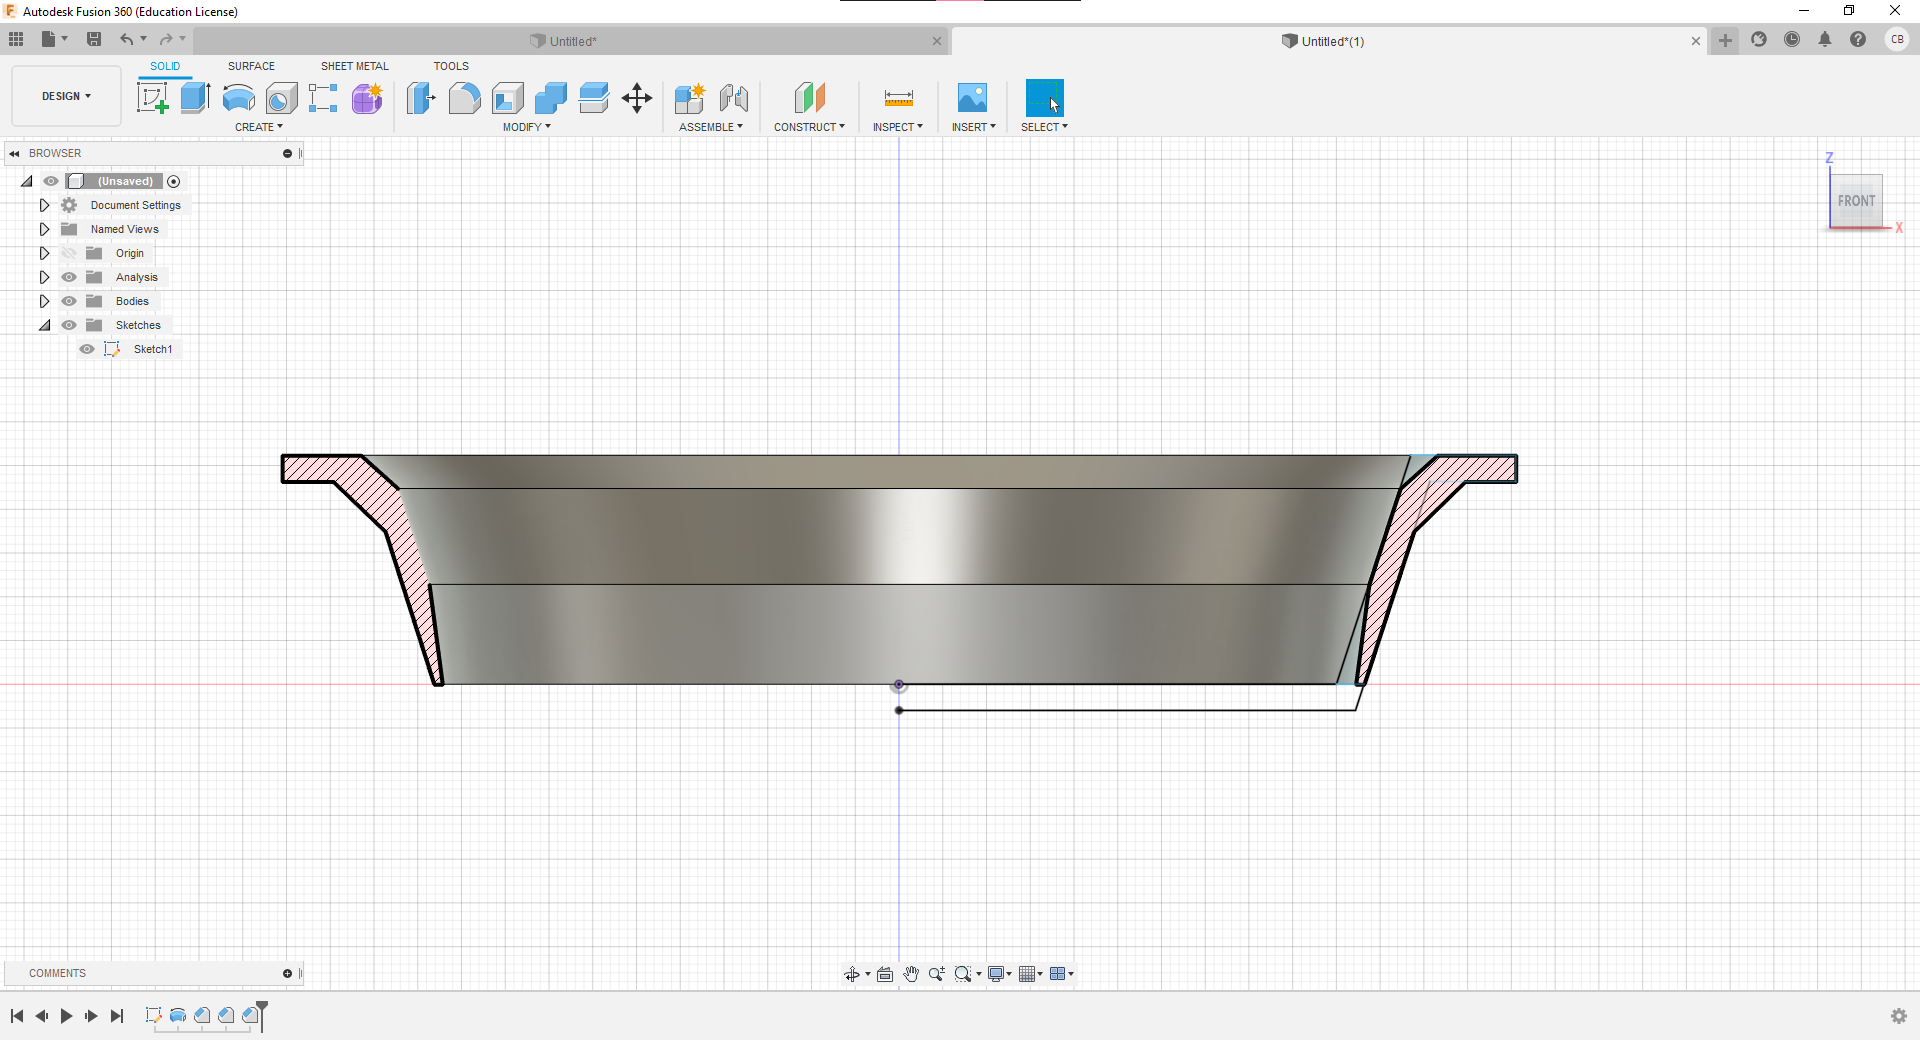 Autodesk Fusion 360 (Education License)
Untitled*
Untitled*(1)
CB
SOLID SURFACE SHEET METAL TOOLS
DESIGN
CREATE MODIFY ASSEMBLE CONSTRUCT INSPECT INSERT SELECT
BROWSER
(Unsaved)
Document Settings
Named Views
Origin
Analysis
Bodies
Sketches
Sketch1
Z
FRONT
X
COMMENTS